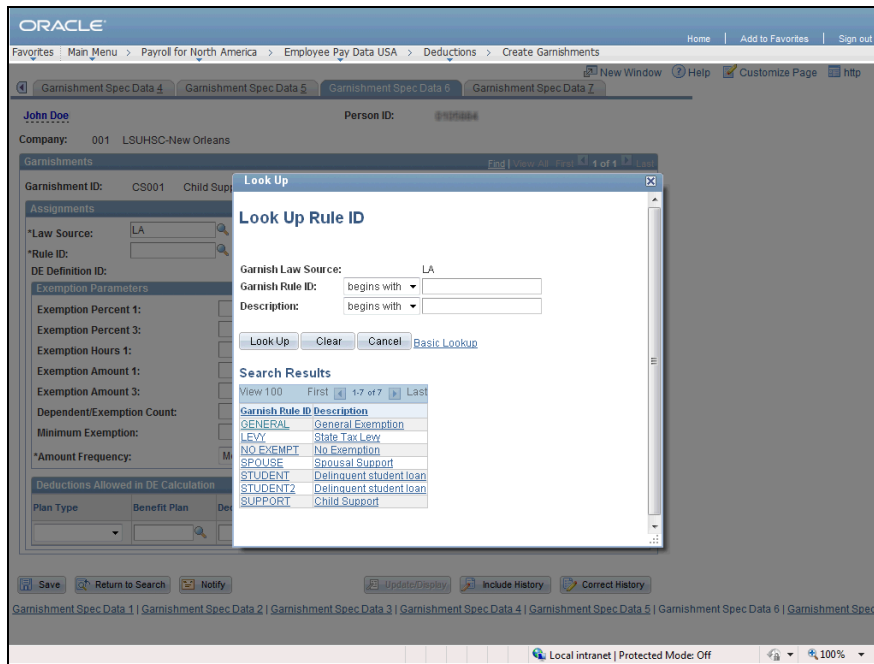 ORACLE
Home | Add to Favorites | Sign out
Favorites | Main Menu > Payroll for North America > Employee Pay Data USA > Deductions > Create Garnishments
New Window Help Customize Page http
Garnishment Spec Data 4 Garnishment Spec Data 5 Garnishment Spec Data 6 Garnishment Spec Data 7
John Doe Person ID:
Company: 001 LSUHSC-New Orleans
Garnishments Find | View All First 1 of 1 Last
Garnishment ID: CS001 Child Supp
Assignments
*Law Source: LA
*Rule ID:
DE Definition ID:
Exemption Parameters
Exemption Percent 1:
Exemption Percent 3:
Exemption Hours 1:
Exemption Amount 1:
Exemption Amount 3:
Dependent/Exemption Count:
Minimum Exemption:
*Amount Frequency:
Deductions Allowed in DE Calculation
Plan Type Benefit Plan
Look Up
Look Up Rule ID
Garnish Law Source: LA
Garnish Rule ID: begins with
Description: begins with
Look Up Clear Cancel Basic Lookup
Search Results
View 100 First 1-7 of 7 Last
Garnish Rule ID Description
GENERAL General Exemption
LEVY State Tax Levy
NO EXEMPT No Exemption
SPOUSE Spousal Support
STUDENT Delinquent student loan
STUDENT2 Delinquent student loan
SUPPORT Child Support
Save Return to Search Notify Update/Display Include History Correct History
Garnishment Spec Data 1 | Garnishment Spec Data 2 | Garnishment Spec Data 3 | Garnishment Spec Data 4 | Garnishment Spec Data 5 | Garnishment Spec Data 6 | Garnishment Spec
Local intranet | Protected Mode: Off 100%